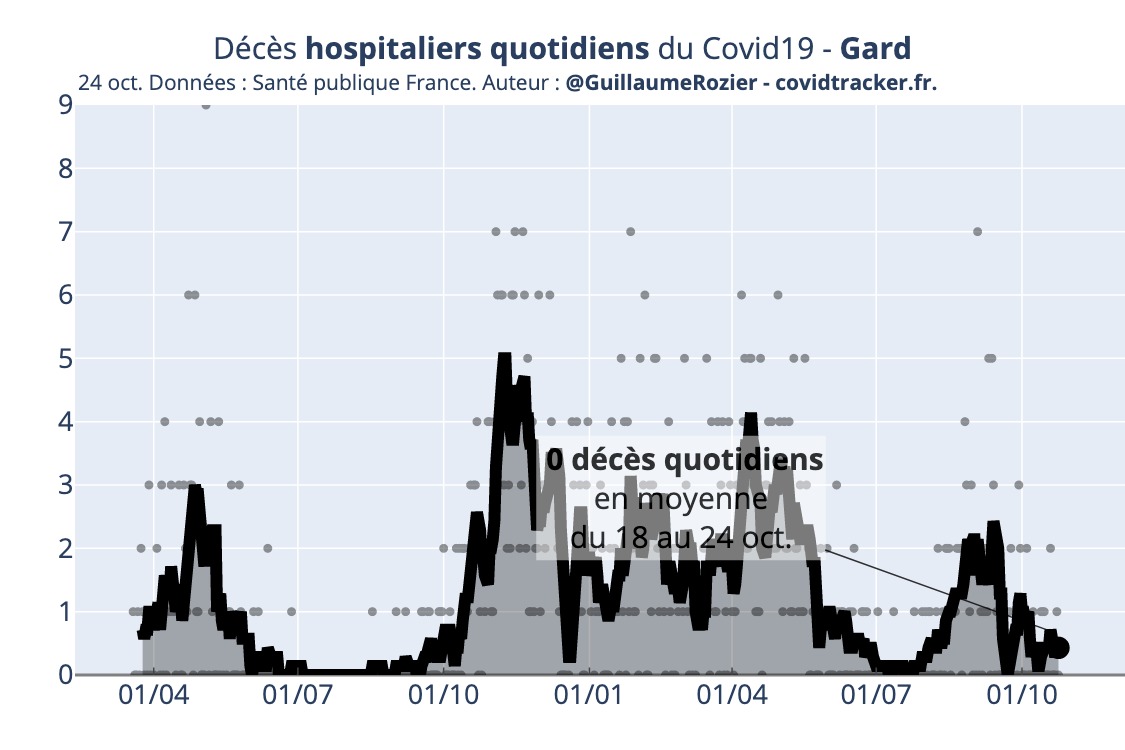 Décès hospitaliers quotidiens du Covid19 - Gard
24 oct. Données : Santé publique France. Auteur : @GuillaumeRozier - covidtracker.fr.
9
8
7
6
5
4
3
2
1
0
0 décès quotidiens
en moyenne
du 18 au 24 oct.
01/04 01/07 01/10 01/01 01/04 01/07 01/10